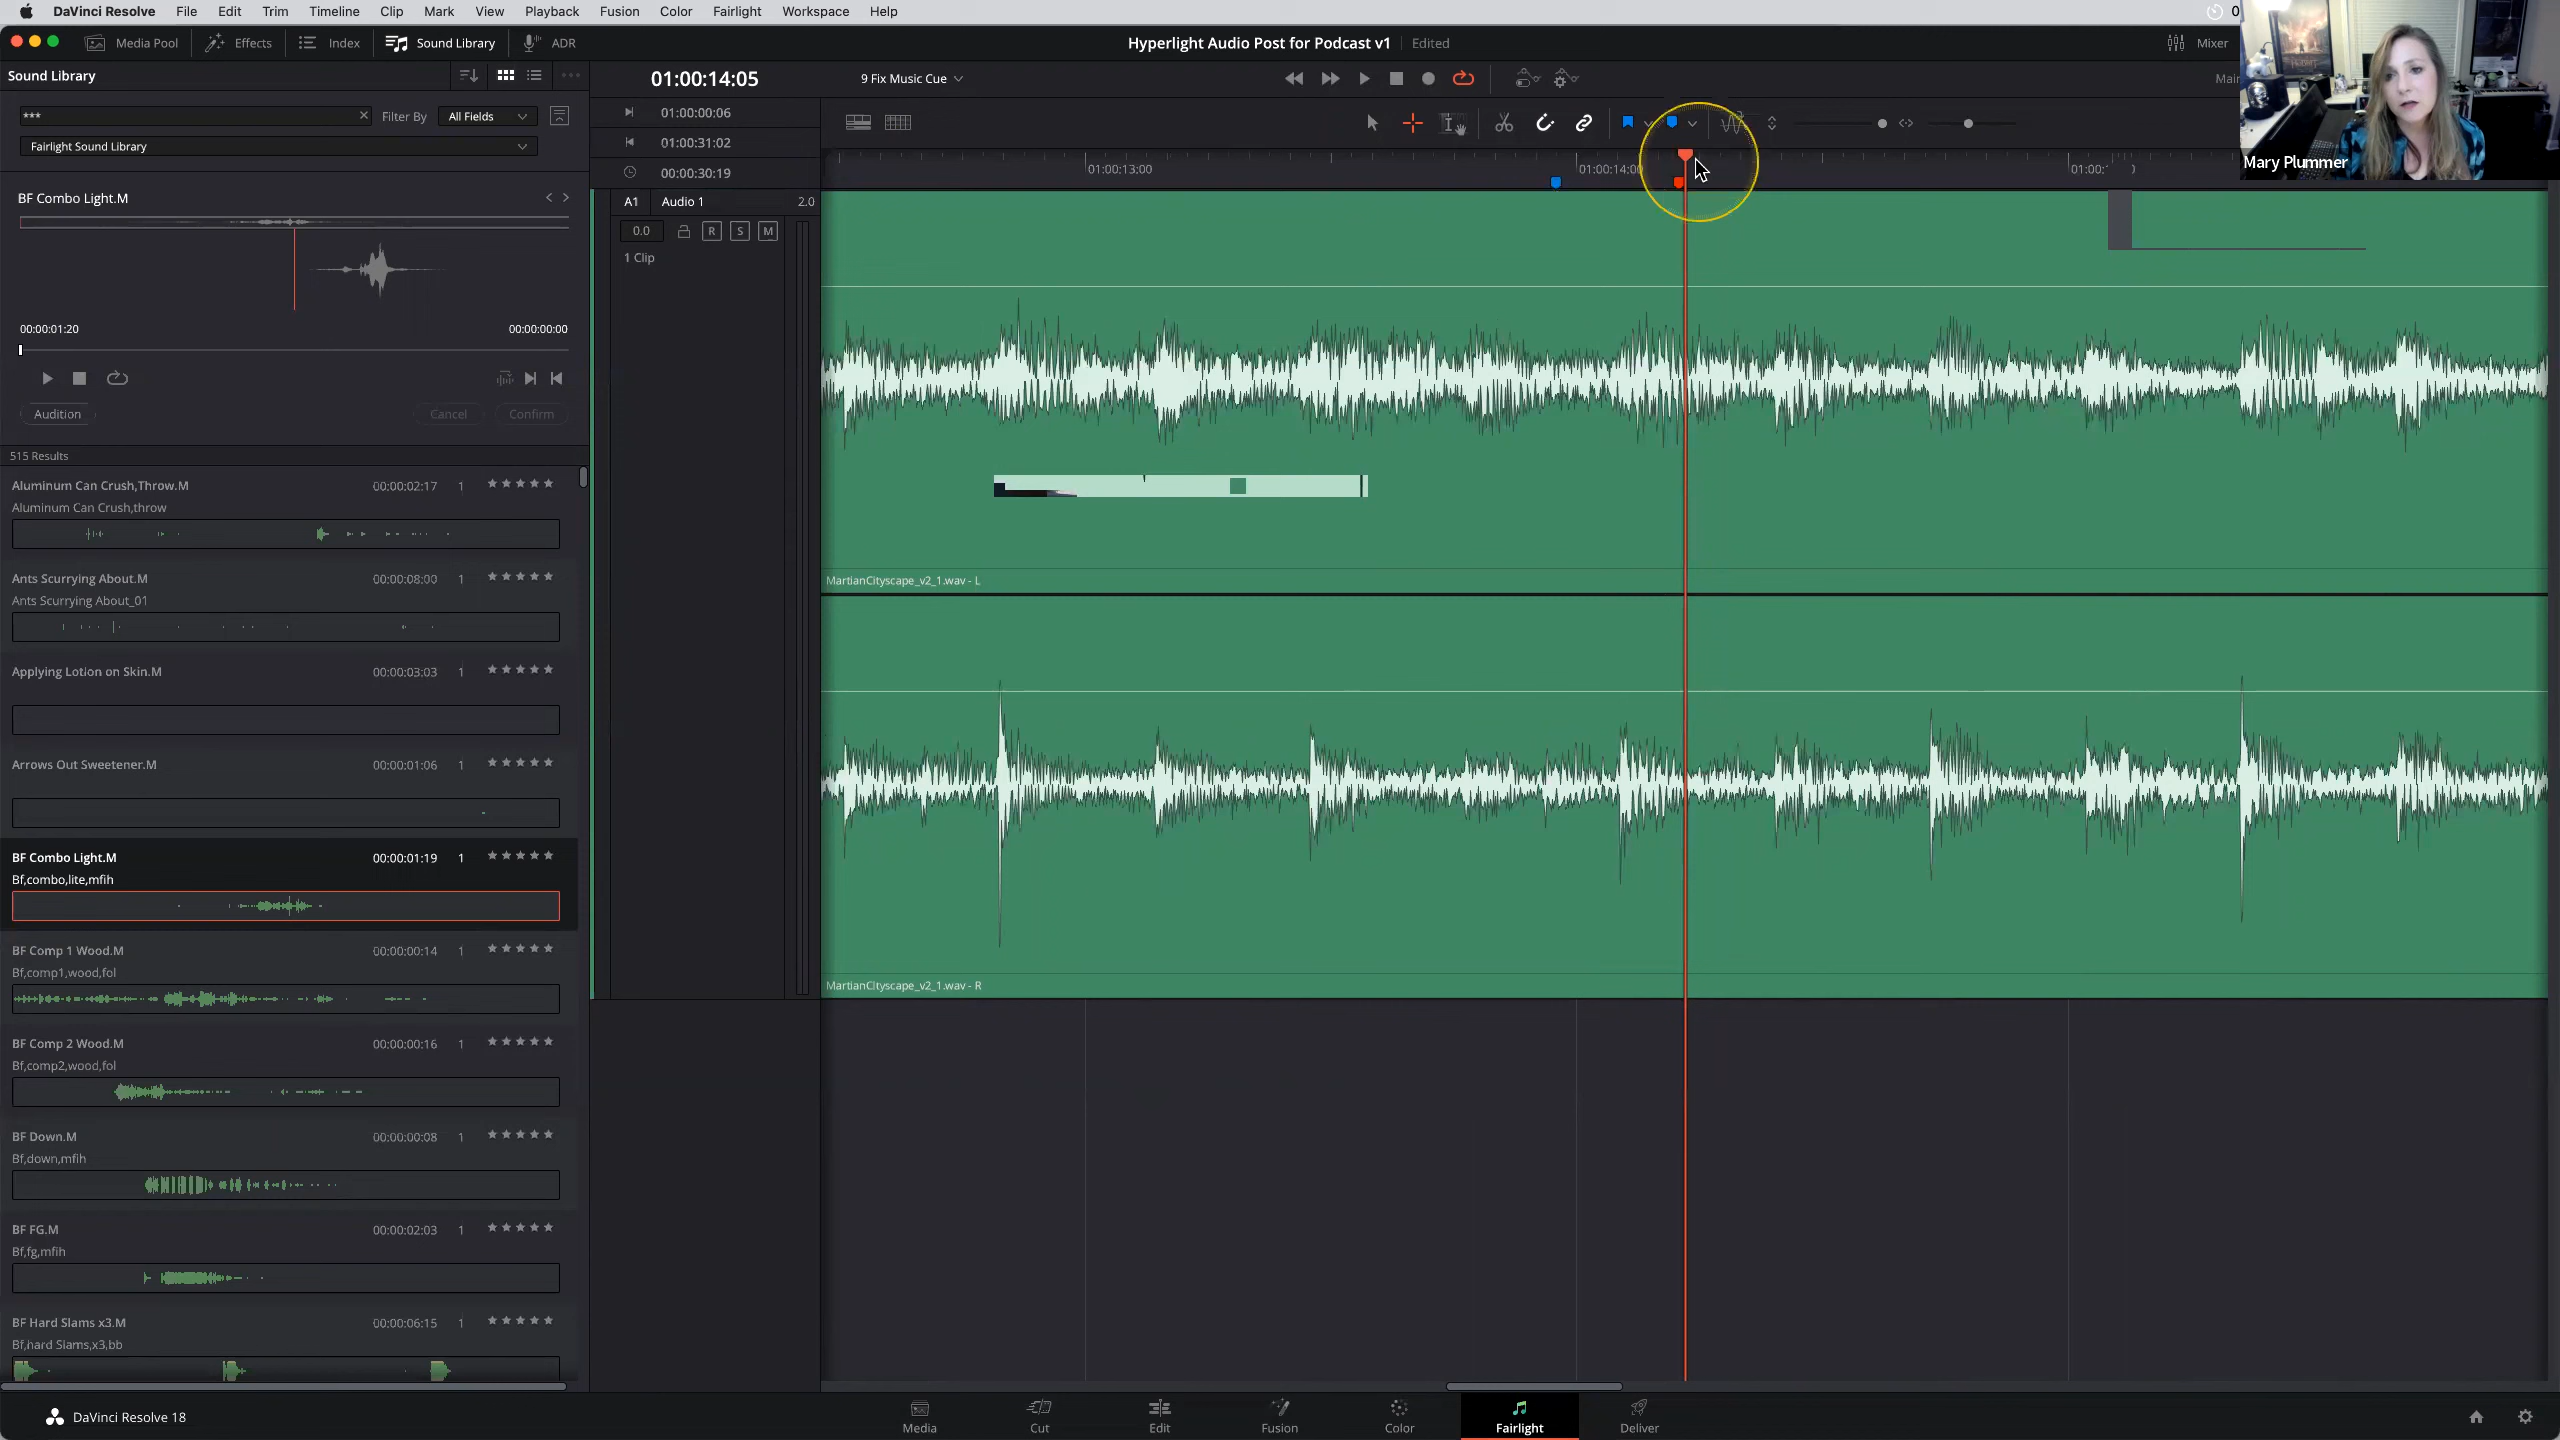 DaVinci Resolve File Edit Trim Timeline Clip Mark View Playback Fusion Color Fairlight Workspace Help
Media Pool Effects Index Sound Library ADR Hyperlight Audio Post for Podcast v1 Edited Mixer
Sound Library
01:00:14:05 9 Fix Music Cue
*** Filter By All Fields
01:00:00:06
Fairlight Sound Library
01:00:31:02
00:00:30:19
01:00:13:00 01:00:14:00
Mary Plummer
BF Combo Light.M
A1 Audio 1 2.0
0.0 R S M
1 Clip
00:00:01:20 00:00:00:00
Audition Cancel Confirm
515 Results
Aluminum Can Crush,Throw.M 00:00:02:17 1
Aluminum Can Crush,throw
Ants Scurrying About.M 00:00:08:00 1
Ants Scurrying About_01
MartianCityscape_v2_1.wav - L
Applying Lotion on Skin.M 00:00:03:03 1
Arrows Out Sweetener.M 00:00:01:06 1
BF Combo Light.M 00:00:01:19 1
Bf,combo,lite,mfih
BF Comp 1 Wood.M 00:00:00:14 1
Bf,comp1,wood,fol
MartianCityscape_v2_1.wav - R
BF Comp 2 Wood.M 00:00:00:16 1
Bf,comp2,wood,fol
BF Down.M 00:00:00:08 1
Bf,down,mfih
BF FG.M 00:00:02:03 1
Bf,fg,mfih
BF Hard Slams x3.M 00:00:06:15 1
Bf,hard Slams,x3,bb
DaVinci Resolve 18
Media Cut Edit Fusion Color Fairlight Deliver